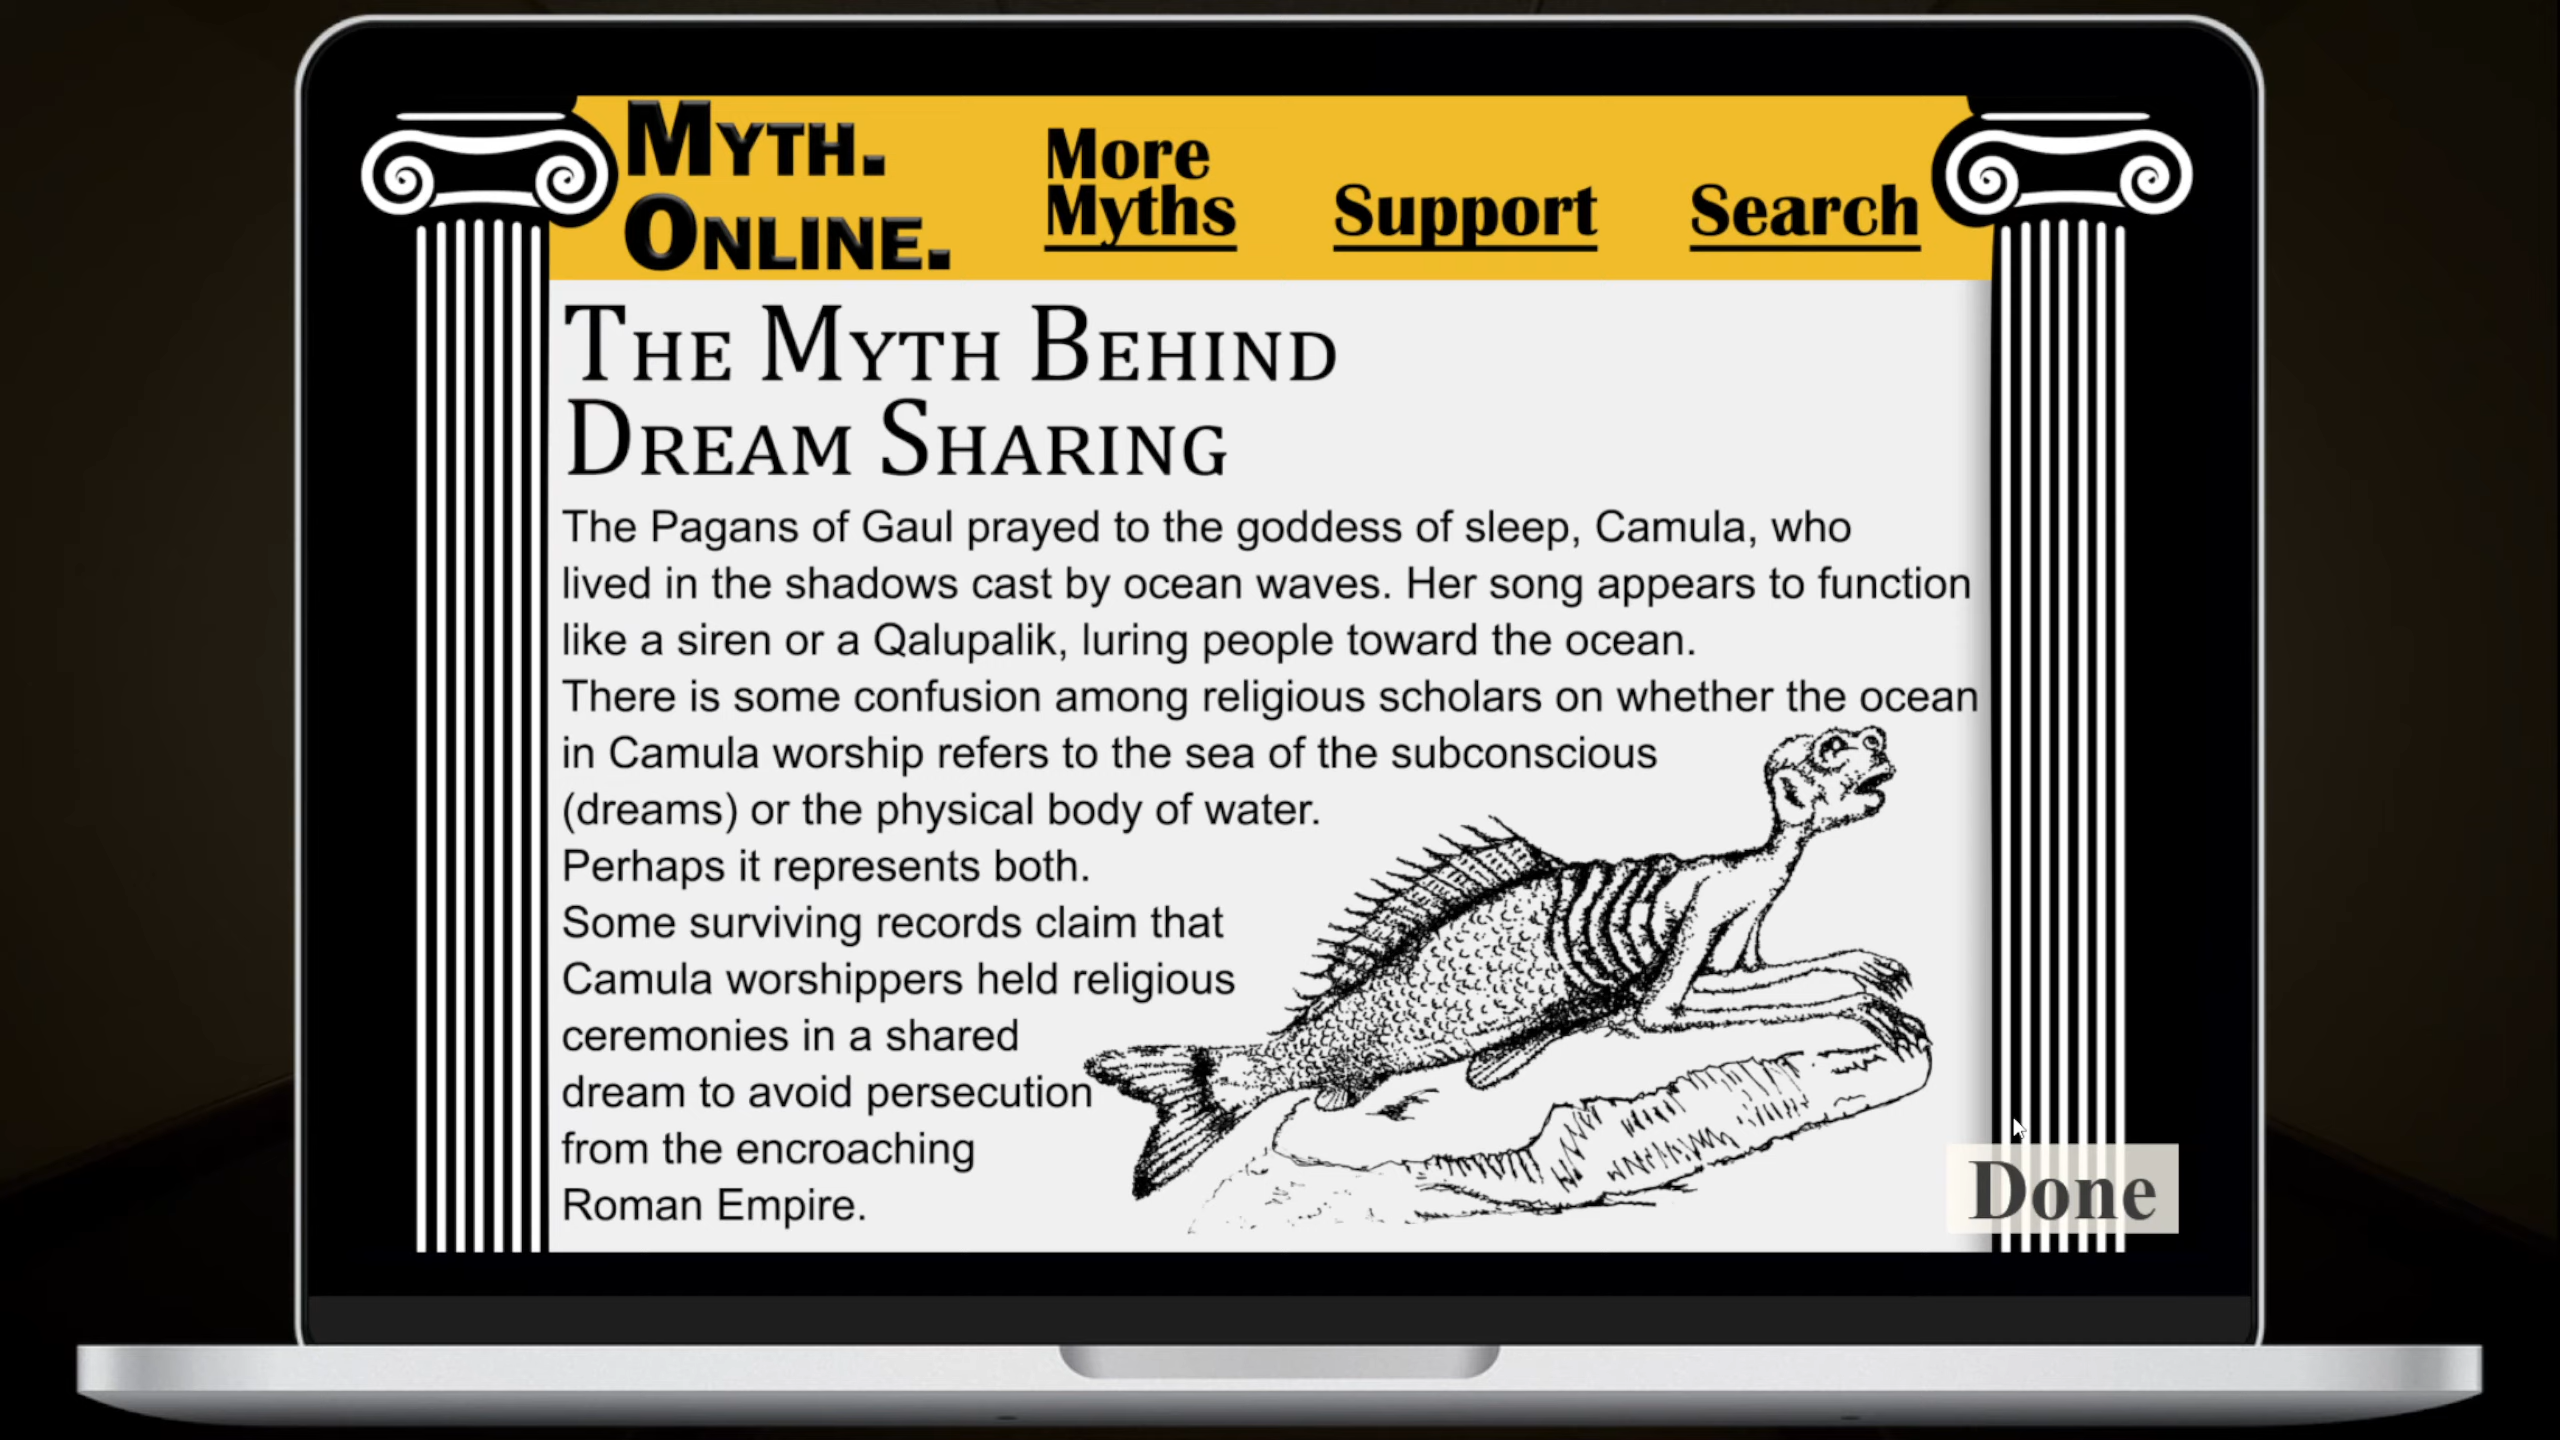 MYTH.
ONLINE.
More
Myths
Support
Search
THE MYTH BEHIND
DREAM SHARING
The Pagans of Gaul prayed to the goddess of sleep, Camula, who
lived in the shadows cast by ocean waves. Her song appears to function
like a siren or a Qalupalik, luring people toward the ocean.
There is some confusion among religious scholars on whether the ocean
in Camula worship refers to the sea of the subconscious
(dreams) or the physical body of water.
Perhaps it represents both.
Some surviving records claim that
Camula worshippers held religious
ceremonies in a shared
dream to avoid persecution
from the encroaching
Roman Empire.
Done